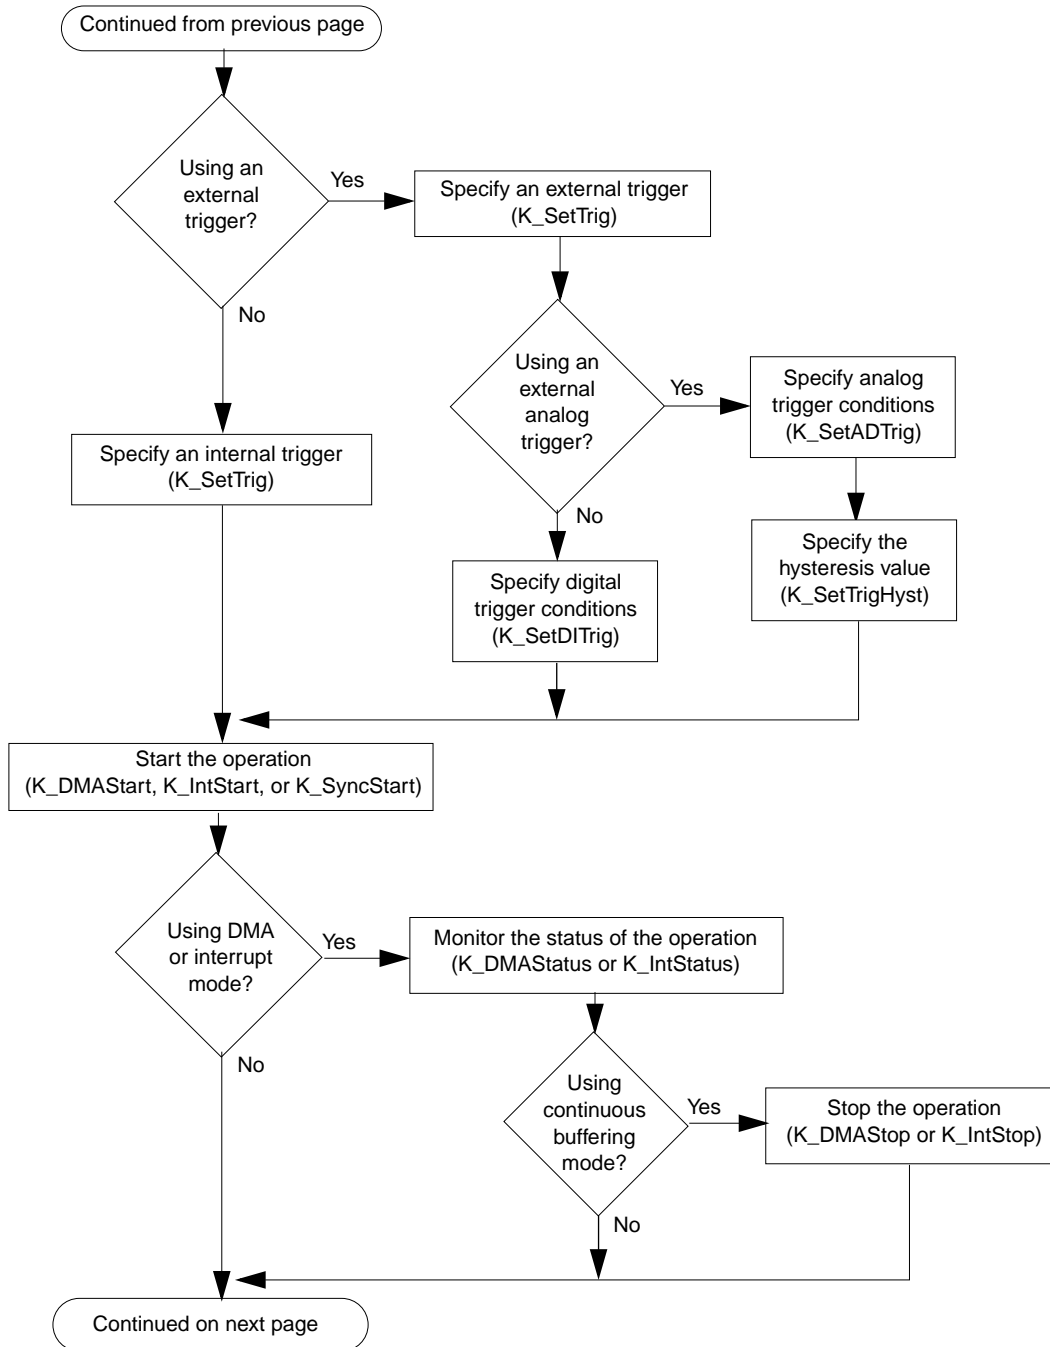 Continued from previous page
Using an
external
trigger?
Yes
Specify an external trigger
(K_SetTrig)
No
Using an
external
analog
trigger?
Yes
Specify analog
trigger conditions
(K_SetADTrig)
Specify an internal trigger
(K_SetTrig)
No
Specify the
hysteresis value
(K_SetTrigHyst)
Specify digital
trigger conditions
(K_SetDITrig)
Start the operation
(K_DMAStart, K_IntStart, or K_SyncStart)
Using DMA
or interrupt
mode?
Yes
Monitor the status of the operation
(K_DMAStatus or K_IntStatus)
No
Using
continuous
buffering
mode?
Yes
Stop the operation
(K_DMAStop or K_IntStop)
No
Continued on next page